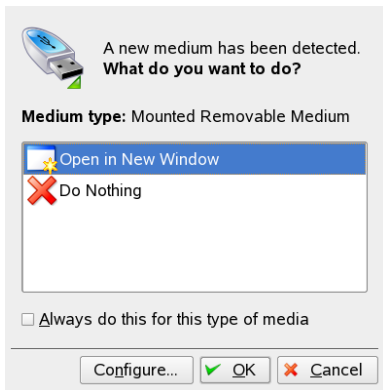 A new medium has been detected.
What do you want to do?
Medium type: Mounted Removable Medium
Open in New Window
Do Nothing
Always do this for this type of media
Configure... OK Cancel